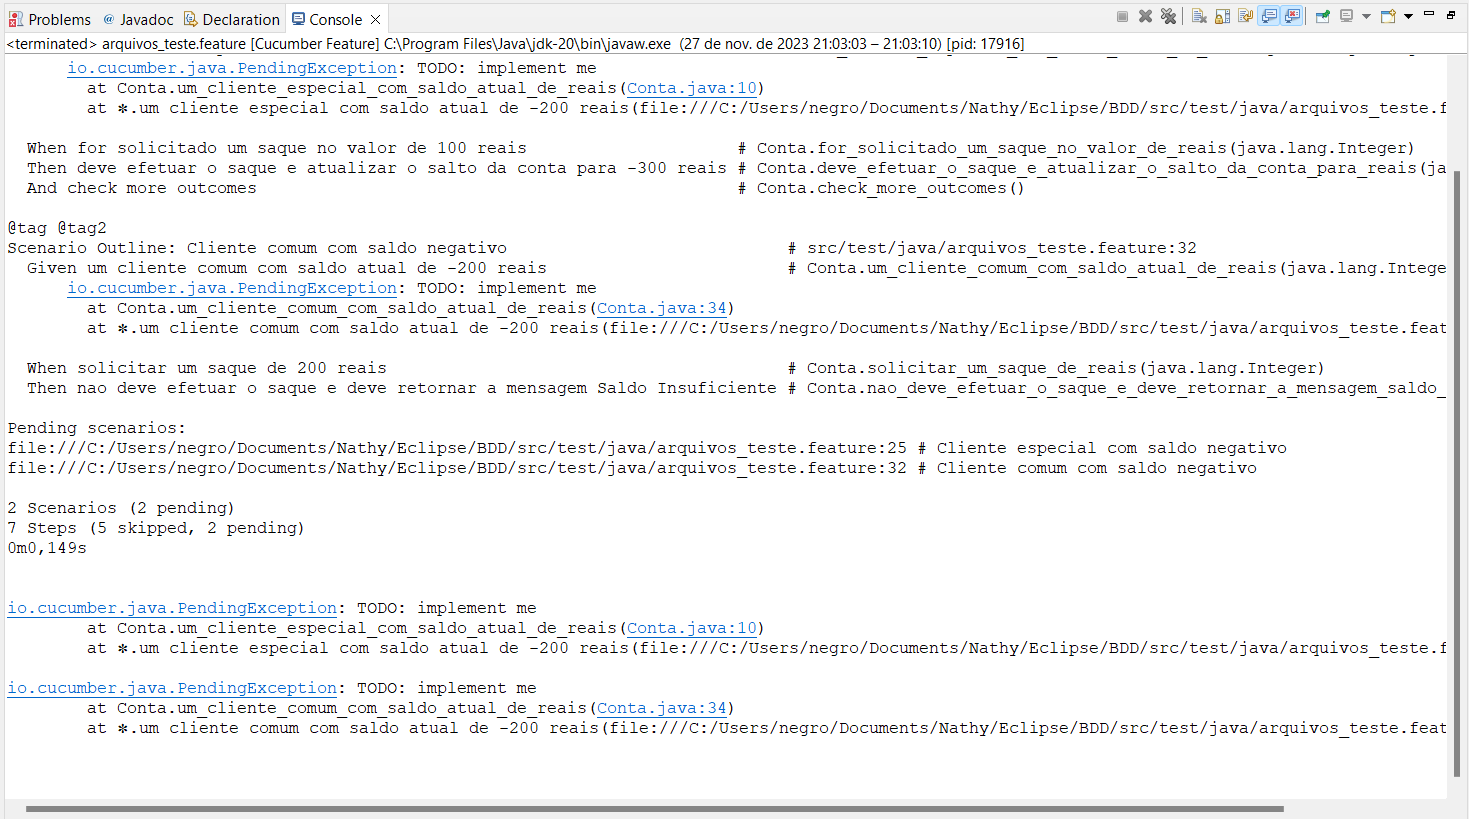 Problems @ Javadoc Declaration Console
<terminated> arquivos_teste.feature [Cucumber Feature] C:\Program Files\Java\jdk-20\bin\javaw.exe (27 de nov. de 2023 21:03:03 – 21:03:10) [pid: 17916]
io.cucumber.java.PendingException: TODO: implement me
at Conta.um_cliente_especial_com_saldo_atual_de_reais(Conta.java:10)
at *.um cliente especial com saldo atual de -200 reais(file:///C:/Users/negro/Documents/Nathy/Eclipse/BDD/src/test/java/arquivos_teste.f
When for solicitado um saque no valor de 100 reais # Conta.for_solicitado_um_saque_no_valor_de_reais(java.lang.Integer)
Then deve efetuar o saque e atualizar o salto da conta para -300 reais # Conta.deve_efetuar_o_saque_e_atualizar_o_salto_da_conta_para_reais(ja
And check more outcomes # Conta.check_more_outcomes()
@tag @tag2
Scenario Outline: Cliente comum com saldo negativo # src/test/java/arquivos_teste.feature:32
Given um cliente comum com saldo atual de -200 reais # Conta.um_cliente_comum_com_saldo_atual_de_reais(java.lang.Intege
io.cucumber.java.PendingException: TODO: implement me
at Conta.um_cliente_comum_com_saldo_atual_de_reais(Conta.java:34)
at *.um cliente comum com saldo atual de -200 reais(file:///C:/Users/negro/Documents/Nathy/Eclipse/BDD/src/test/java/arquivos_teste.feat
When solicitar um saque de 200 reais # Conta.solicitar_um_saque_de_reais(java.lang.Integer)
Then nao deve efetuar o saque e deve retornar a mensagem Saldo Insuficiente # Conta.nao_deve_efetuar_o_saque_e_deve_retornar_a_mensagem_saldo_
Pending scenarios:
file:///C:/Users/negro/Documents/Nathy/Eclipse/BDD/src/test/java/arquivos_teste.feature:25 # Cliente especial com saldo negativo
file:///C:/Users/negro/Documents/Nathy/Eclipse/BDD/src/test/java/arquivos_teste.feature:32 # Cliente comum com saldo negativo
2 Scenarios (2 pending)
7 Steps (5 skipped, 2 pending)
0m0,149s
io.cucumber.java.PendingException: TODO: implement me
at Conta.um_cliente_especial_com_saldo_atual_de_reais(Conta.java:10)
at *.um cliente especial com saldo atual de -200 reais(file:///C:/Users/negro/Documents/Nathy/Eclipse/BDD/src/test/java/arquivos_teste.f
io.cucumber.java.PendingException: TODO: implement me
at Conta.um_cliente_comum_com_saldo_atual_de_reais(Conta.java:34)
at *.um cliente comum com saldo atual de -200 reais(file:///C:/Users/negro/Documents/Nathy/Eclipse/BDD/src/test/java/arquivos_teste.feat